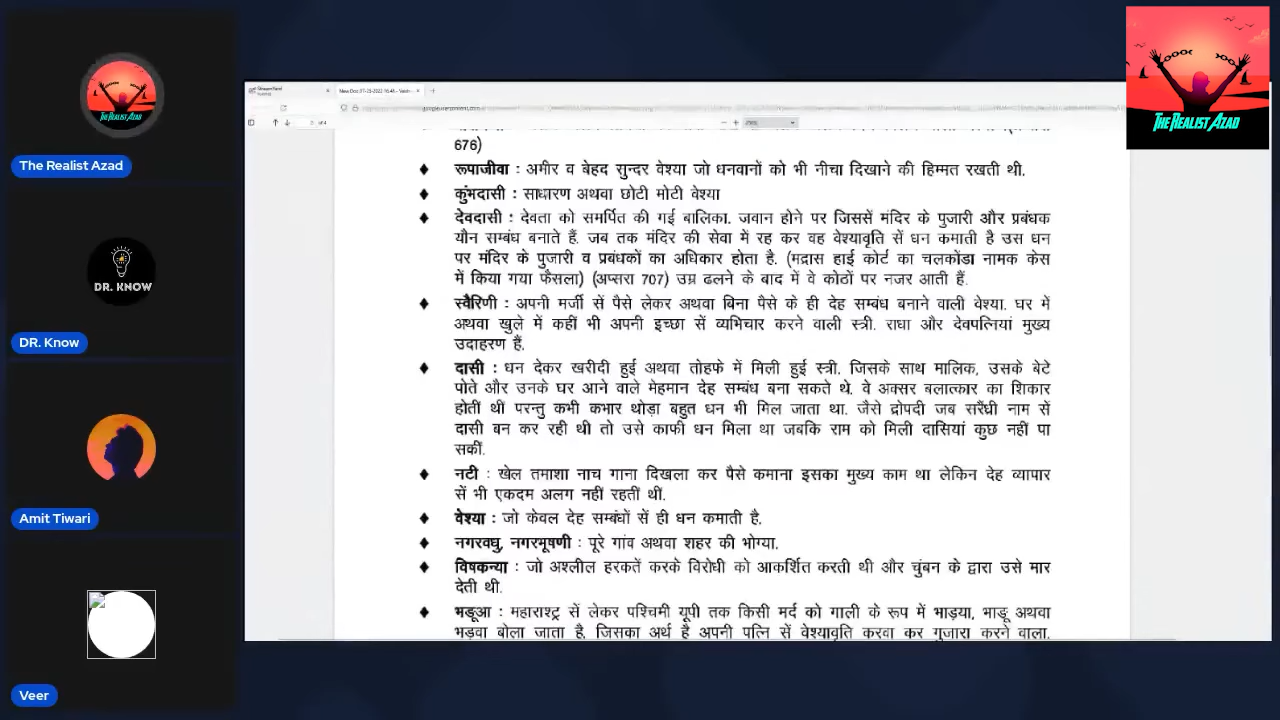 The Realist Azad
DR. KNOW
DR. Know
Amit Tiwari
Veer
THE REALIST AZAD
676)
♦ रूपाजीवा : अमीर व बेहद सुन्दर वेश्या जो धनवानों को भी नीचा दिखाने की हिम्मत रखती थी.
♦ कुंभदासी : साधारण अथवा छोटी मोटी वेश्या
♦ देवदासी : देवता को समर्पित की गई बालिका. जवान होने पर जिससें मंदिर के पुजारी और प्रबंधक
यौन सम्बंध बनाते हैं. जब तक मंदिर की सेवा में रह कर वह वेश्यावृति सें धन कमाती है उस धन
पर मंदिर के पुजारी व प्रबंधकों का अधिकार होता है. (मद्रास हाई कोर्ट का चलकोंडा नामक केस
में किया गया फैसला) (अप्सरा 707) उम्र ढलने के बाद में वे कोठों पर नजर आती हैं.
♦ स्वैरिणी : अपनी मर्जी सें पैसे लेकर अथवा बिना पैसे के ही देह सम्बंध बनाने वाली वेश्या. घर में
अथवा खुले में कहीं भी अपनी इच्छा सें व्यभिचार करने वाली स्त्री. राधा और देवपत्नियां मुख्य
उदाहरण हैं.
♦ दासी : धन देकर खरीदी हुई अथवा तोहफे में मिली हुई स्त्री. जिसके साथ मालिक, उसके बेटे
पोते और उनके घर आने वाले मेहमान देह सम्बंध बना सकते थे. वे अक्सर बलात्कार का शिकार
होतीं थीं परन्तु कभी कभार थोड़ा बहुत धन भी मिल जाता था. जैसे द्रोपदी जब सरैंधी नाम सें
दासी बन कर रही थी तो उसे काफी धन मिला था जबकि राम को मिली दासियां कुछ नहीं पा
सकीं.
♦ नटी : खेल तमाशा नाच गाना दिखला कर पैसे कमाना इसका मुख्य काम था लेकिन देह व्यापार
सें भी एकदम अलग नहीं रहतीं थीं.
♦ वेश्या : जो केवल देह सम्बंधों सें ही धन कमाती है.
♦ नगरवधु, नगरभूषणी : पूरे गांव अथवा शहर की भोग्या.
♦ विषकन्या : जो अश्लील हरकतें करके विरोधी को आकर्शित करती थी और चुंबन के द्वारा उसे मार
देती थी.
♦ भडूआ : महाराश्ट्र सें लेकर पश्चिमी यूपी तक किसी मर्द को गाली के रूप में भाड़या, भाडू अथवा
भड़वा बोला जाता है. जिसका अर्थ है अपनी पत्नि सें वेश्यावृति करवा कर गुजारा करने वाला.